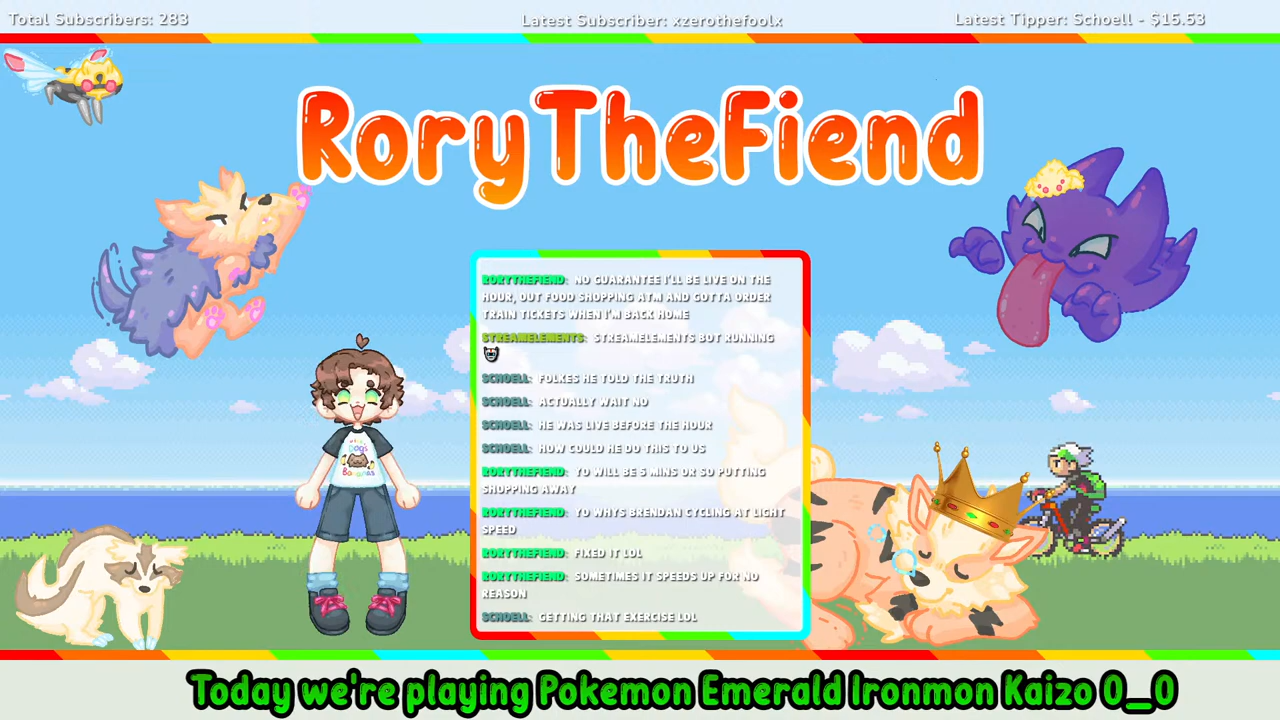 Total Subscribers: 283
Latest Subscriber: xzerothefoolx
Latest Tipper: Schoell - $15.53
RoryTheFiend
RORYTHEFIEND: NO GUARANTEE I'LL BE LIVE ON THE
HOUR, OUT FOOD SHOPPING ATM AND GOTTA ORDER
TRAIN TICKETS WHEN I'M BACK HOME
STREAMELEMENTS: STREAMELEMENTS BOT RUNNING
SCHOELL: FOLKES HE TOLD THE TRUTH
SCHOELL: ACTUALLY WAIT NO
SCHOELL: HE WAS LIVE BEFORE THE HOUR
SCHOELL: HOW COULD HE DO THIS TO US
RORYTHEFIEND: YO WILL BE 5 MINS OR SO PUTTING
SHOPPING AWAY
RORYTHEFIEND: YO WHYS BRENDAN CYCLING AT LIGHT
SPEED
RORYTHEFIEND: FIXED IT LOL
RORYTHEFIEND: SOMETIMES IT SPEEDS UP FOR NO
REASON
SCHOELL: GETTING THAT EXERCISE LOL
Dog's
Bananas
Today we're playing Pokemon Emerald Ironmon Kaizo 0_0